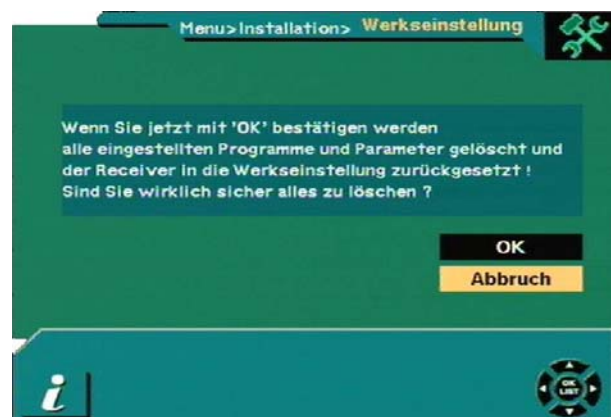 Menu>Installation> Werkseinstellung
Wenn Sie jetzt mit 'OK' bestätigen werden
alle eingestellten Programme und Parameter gelöscht und
der Receiver in die Werkseinstellung zurückgesetzt !
Sind Sie wirklich sicher alles zu löschen ?
OK
Abbruch
i
OK
LIST